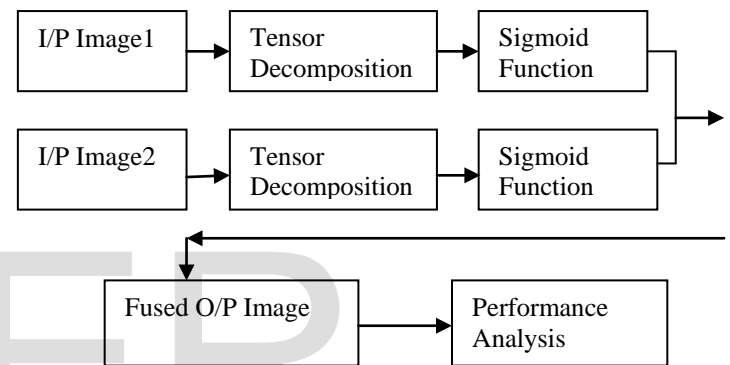 I/P Image1
Tensor
Decomposition
Sigmoid
Function
I/P Image2
Tensor
Decomposition
Sigmoid
Function
Fused O/P Image
Performance
Analysis